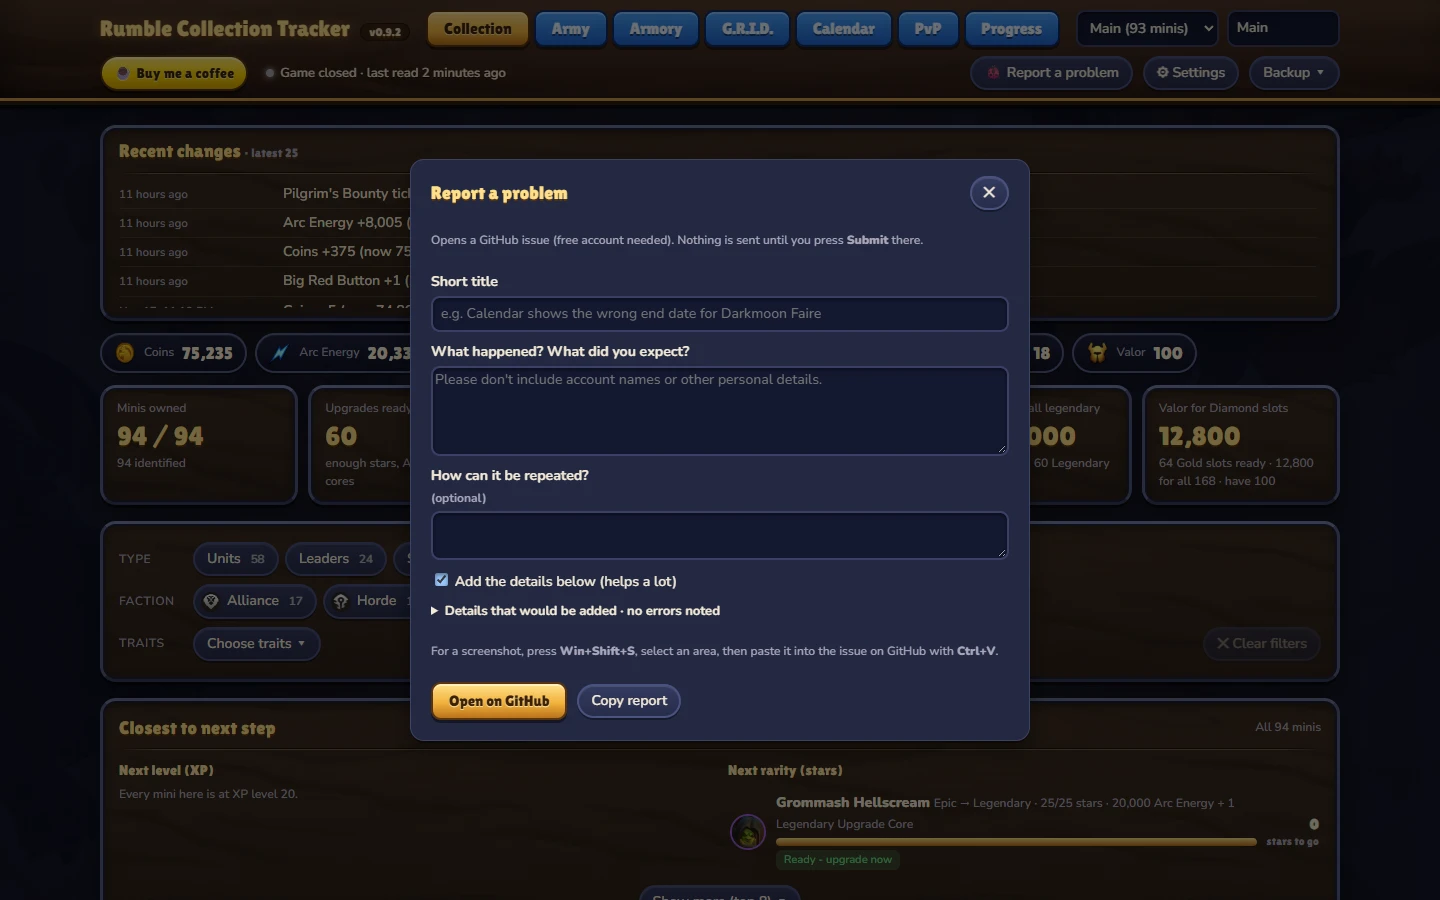 Rumble Collection Tracker v0.9.2 Collection Army Armory G.R.I.D. Calendar PvP Progress Main (93 minis) Main
Buy me a coffee Game closed · last read 2 minutes ago Report a problem Settings Backup
Recent changes · latest 25
11 hours ago Pilgrim's Bounty
11 hours ago Arc Energy +8,005
11 hours ago Coins +375 (now
11 hours ago Big Red Button +1
Report a problem
Opens a GitHub issue (free account needed). Nothing is sent until you press Submit there.
Short title
e.g. Calendar shows the wrong end date for Darkmoon Faire
What happened? What did you expect?
Please don't include account names or other personal details.
How can it be repeated?
(optional)
Add the details below (helps a lot)
Details that would be added · no errors noted
For a screenshot, press Win+Shift+S, select an area, then paste it into the issue on GitHub with Ctrl+V.
Open on GitHub Copy report
Coins 75,235 Arc Energy 18 Valor 100
Minis owned
94 / 94
94 identified
Upgrades ready
60
enough stars,
cores
all legendary
000
60 Legendary
Valor for Diamond slots
12,800
64 Gold slots ready · 12,800
for all 168 · have 100
TYPE Units 58 Leaders 24
FACTION Alliance 17 Horde
TRAITS Choose traits Clear filters
Closest to next step All 94 minis
Next level (XP)
Every mini here is at XP level 20.
Next rarity (stars)
Grommash Hellscream Epic → Legendary · 25/25 stars · 20,000 Arc Energy + 1
Legendary Upgrade Core
0
stars to go
Ready - upgrade now